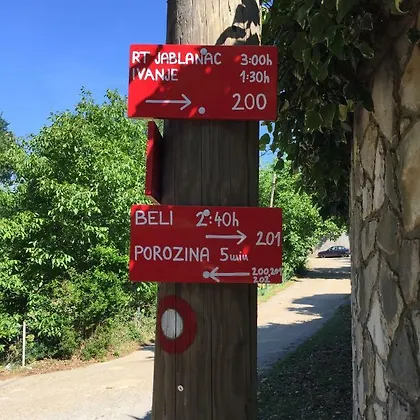 RT JABLANAC 3:00h
IVANJE 1:30h
→ 200
BELI 2:40h
→ 201
POROZINA 5min
← 200,201
202